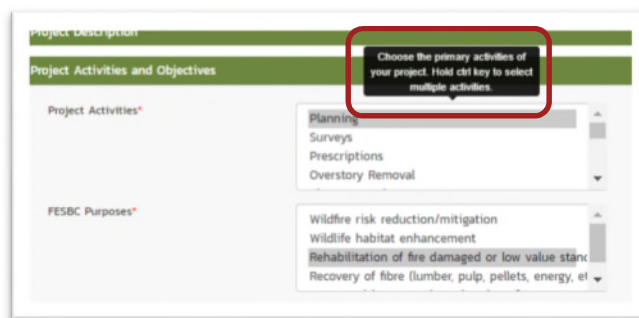 Project Description
Project Activities and Objectives
Choose the primary activities of
your project. Hold ctrl key to select
multiple activities.
Project Activities*
Planning
Surveys
Prescriptions
Overstory Removal
FESBC Purposes*
Wildfire risk reduction/mitigation
Wildlife habitat enhancement
Rehabilitation of fire damaged or low value stand
Recovery of fibre (lumber, pulp, pellets, energy, et